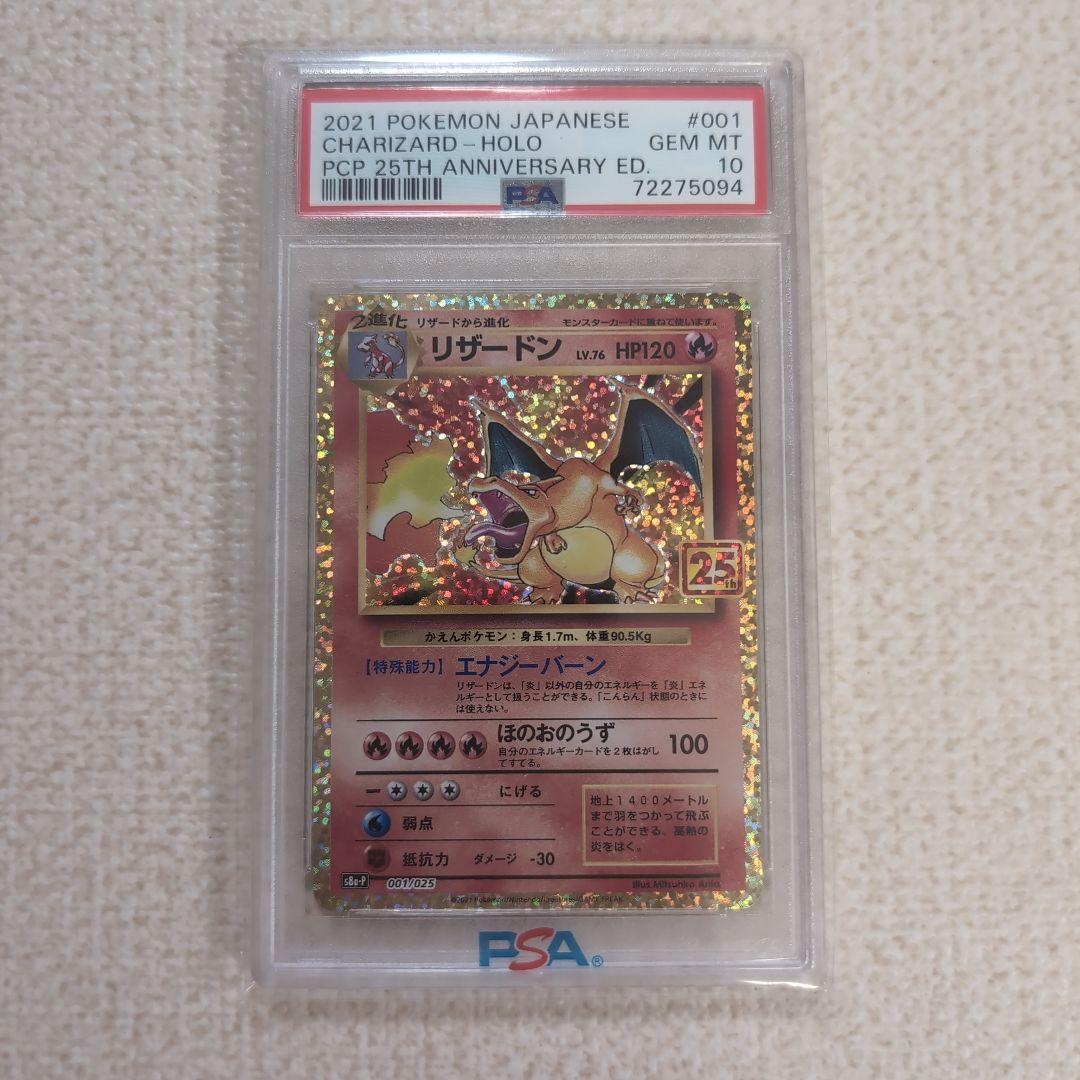 2021 POKEMON JAPANESE #001
CHARIZARD-HOLO GEM MT
PCP 25TH ANNIVERSARY ED. 10
PSA 72275094
2進化 リザードから進化 モンスターカードに重ねて使います。
リザードン LV.76 HP120
25th
かえんポケモン:身長1.7m、体重90.5Kg
【特殊能力】 エナジーバーン
リザードンは、「炎」以外の自分のエネルギーを「炎」エネ
ルギーとして扱うことができる。「こんらん」状態のときに
は使えない。
ほのおのうず
自分のエネルギーカードを2枚はがし
てすてる。
100
ー にげる
弱点
抵抗力 ダメージ -30
地上1400メートル
まで羽をつかって飛ぶ
ことができる。高熱の
炎をはく。
s8a-P 001/025
Illus Mitsuhiro Arita
©2021 Pokémon/Nintendo/Creatures/GAME FREAK
PSA®